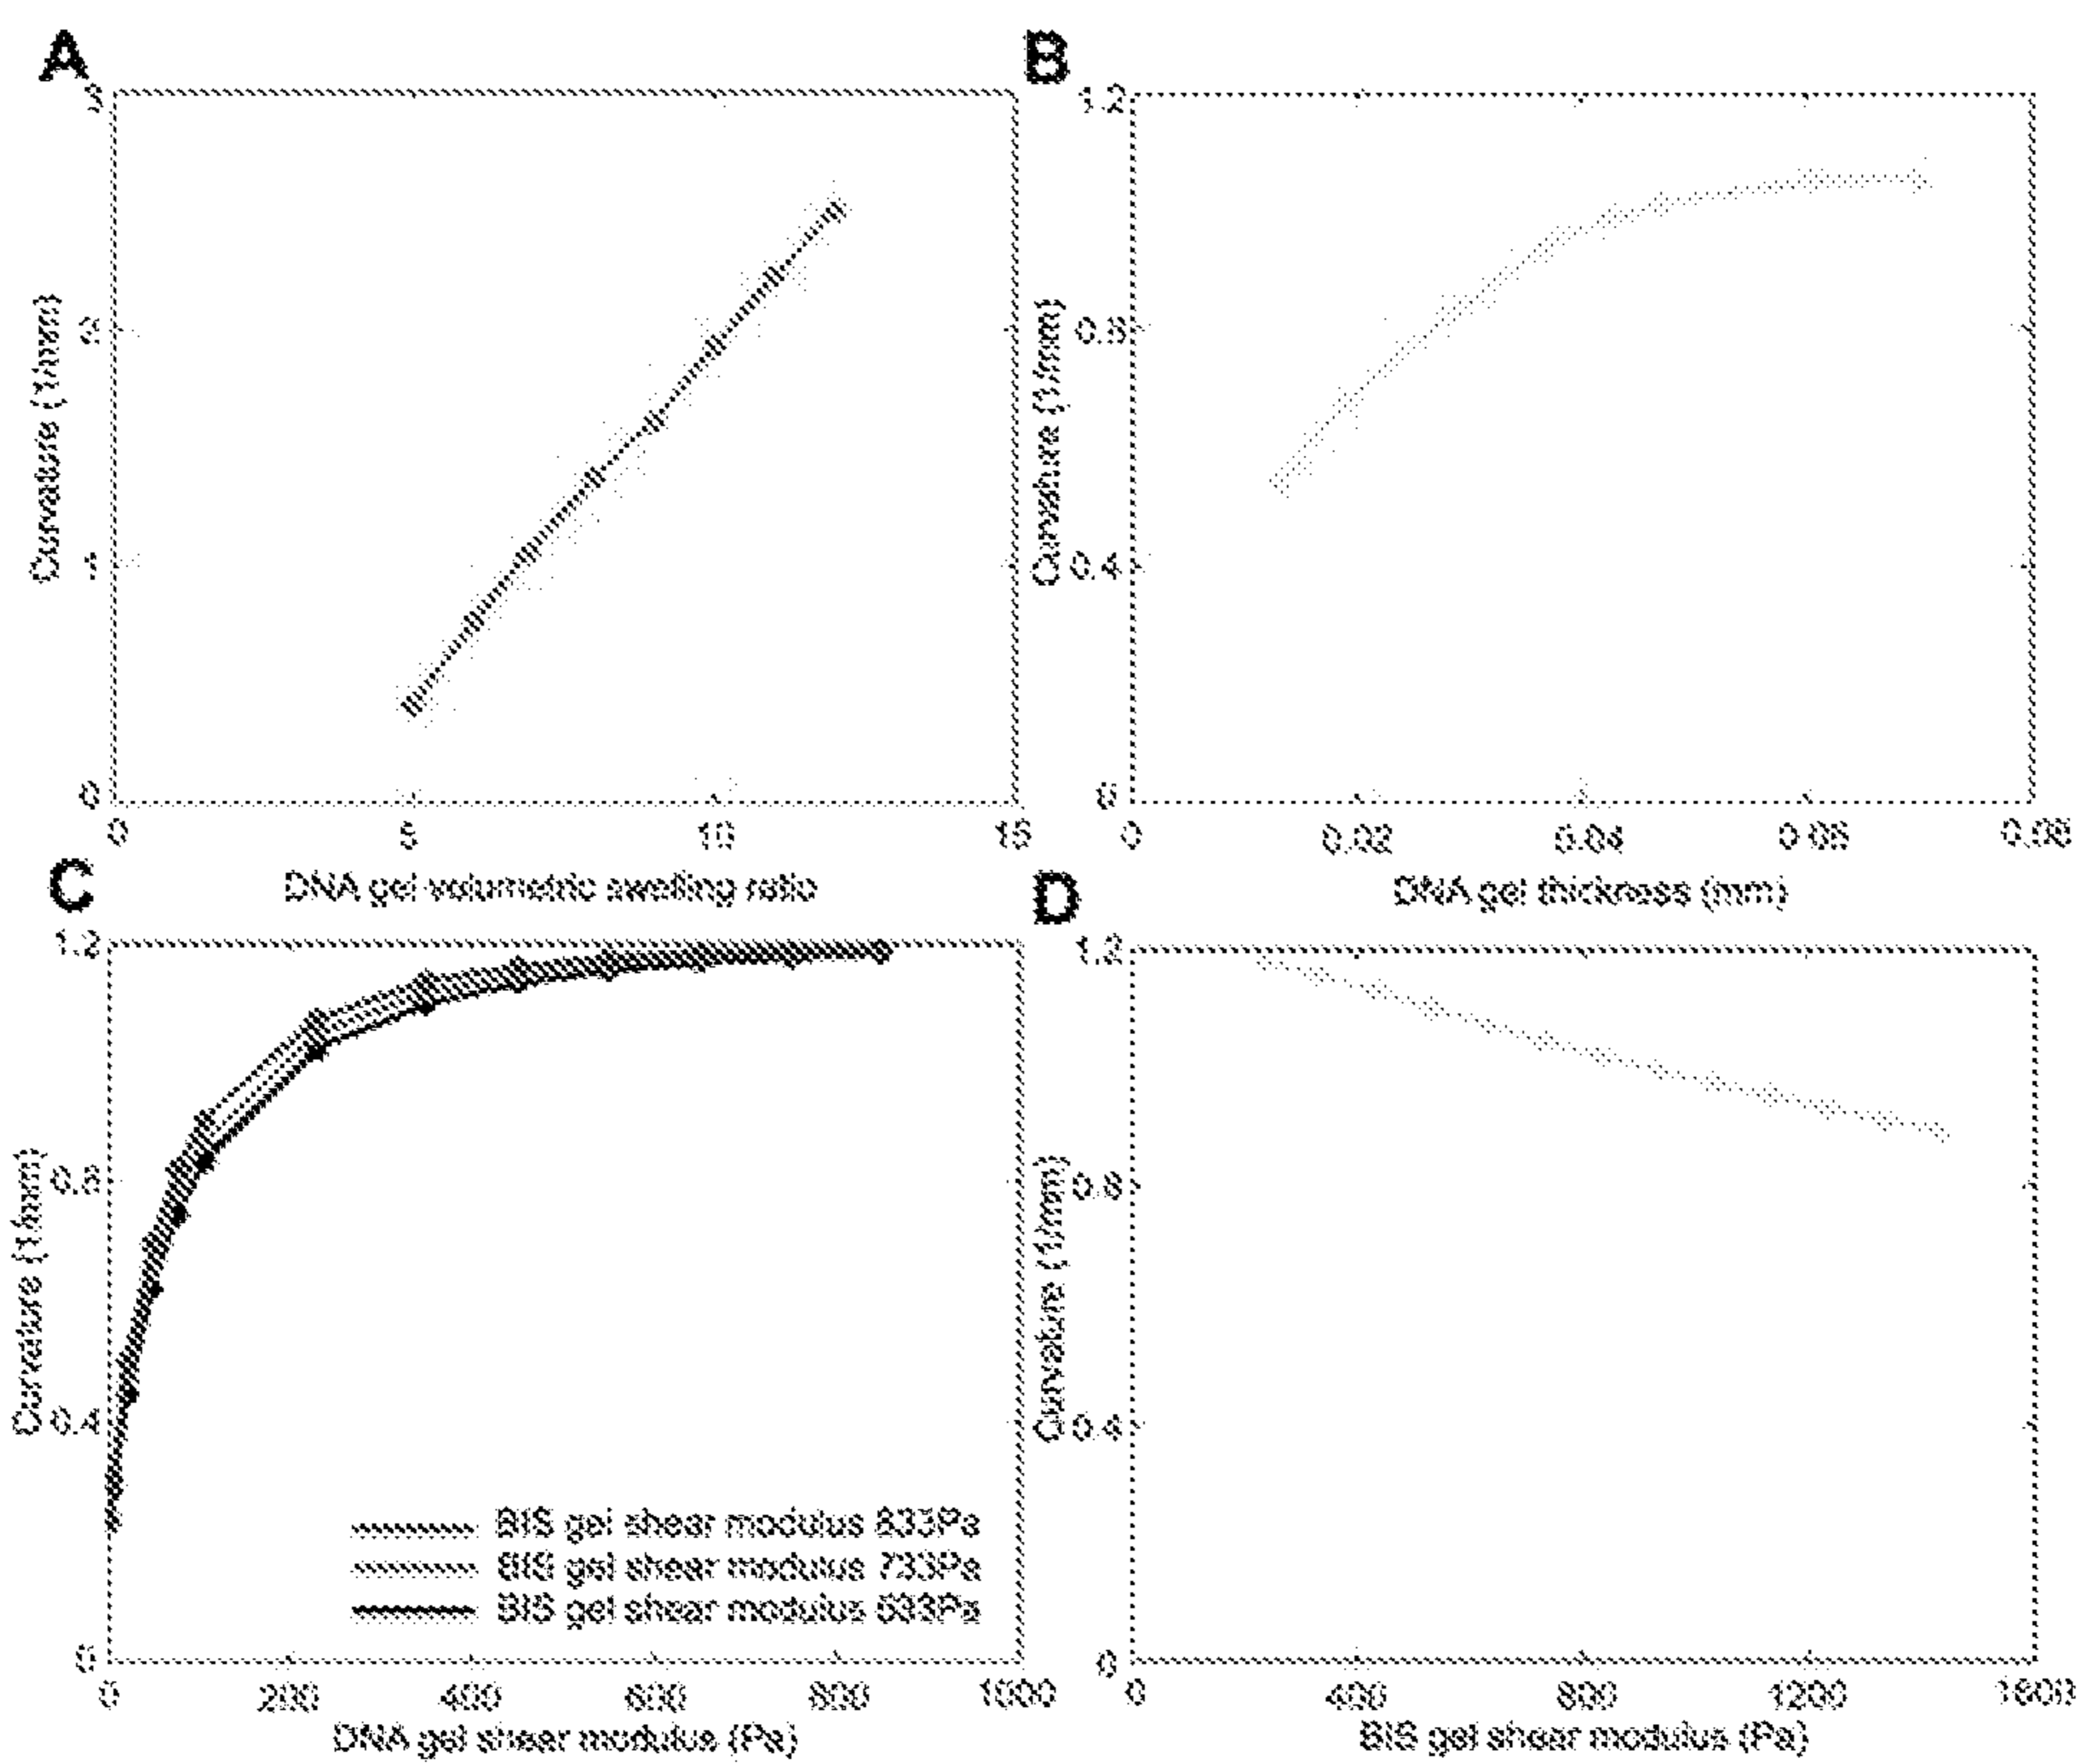 A
B
3
2
1
0
Curvature (1/mm)
0
5
10
15
DNA gel volumetric swelling ratio
1.2
0.8
0.4
0
Curvature (1/mm)
0
0.02
0.04
0.06
0.08
DNA gel thickness (mm)
C
D
1.2
0.8
0.4
0
Curvature (1/mm)
BIS gel shear modulus 833Pa
BIS gel shear modulus 733Pa
BIS gel shear modulus
0
200
400
600
800
1000
DNA gel shear modulus (Pa)
1.2
0.8
0.4
0
Curvature (1/mm)
0
400
800
1200
1600
BIS gel shear modulus (Pa)